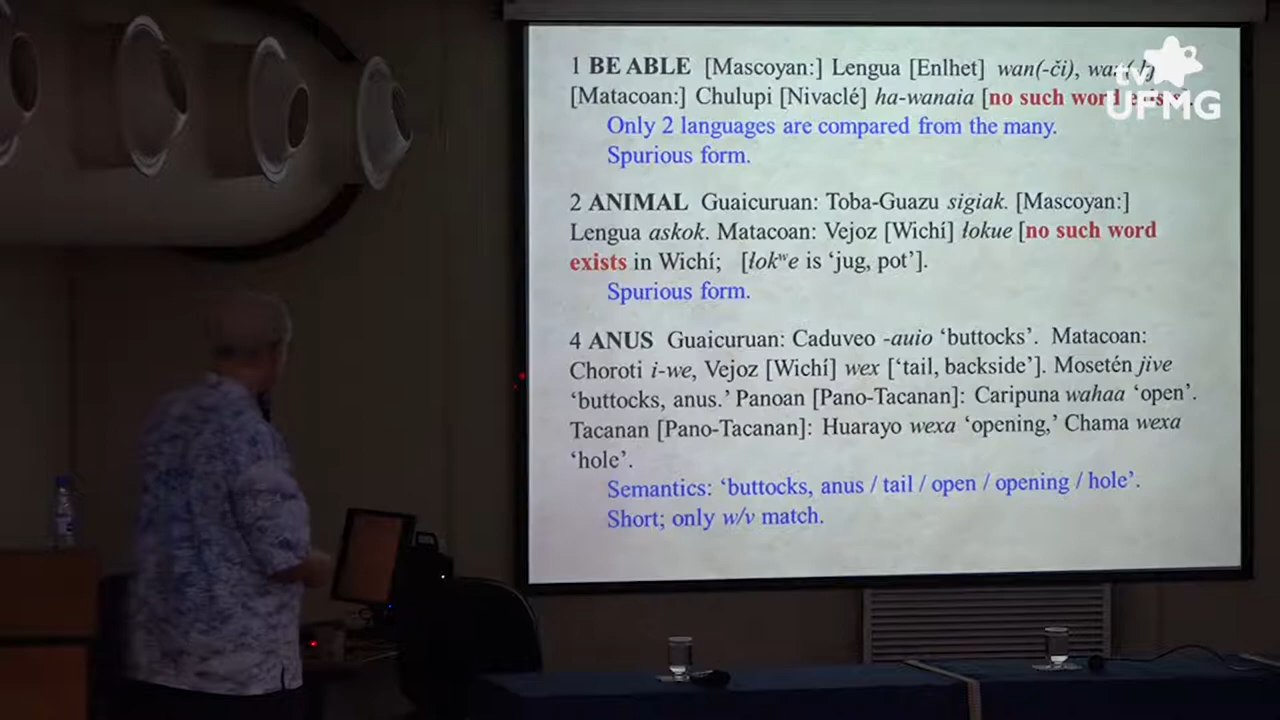 1 BE ABLE [Mascoyan:] Lengua [Enlhet] wan(-či),
[Matacoan:] Chulupi [Nivaclé] ha-wanaia [no such word exists].
Only 2 languages are compared from the many.
Spurious form.
2 ANIMAL Guaicuruan: Toba-Guazu sigiak. [Mascoyan:]
Lengua askok. Matacoan: Vejoz [Wichí] łokue [no such word
exists in Wichí; [łokʷe is ‘jug, pot’].
Spurious form.
4 ANUS Guaicuruan: Caduveo -auio ‘buttocks’. Matacoan:
Choroti i-we, Vejoz [Wichí] wex [‘tail, backside’]. Mosetén jive
‘buttocks, anus.’ Panoan [Pano-Tacanan]: Caripuna wahaa ‘open’.
Tacanan [Pano-Tacanan]: Huarayo wexa ‘opening,’ Chama wexa
‘hole’.
Semantics: ‘buttocks, anus / tail / open / opening / hole’.
Short; only w/v match.
tv
UFMG